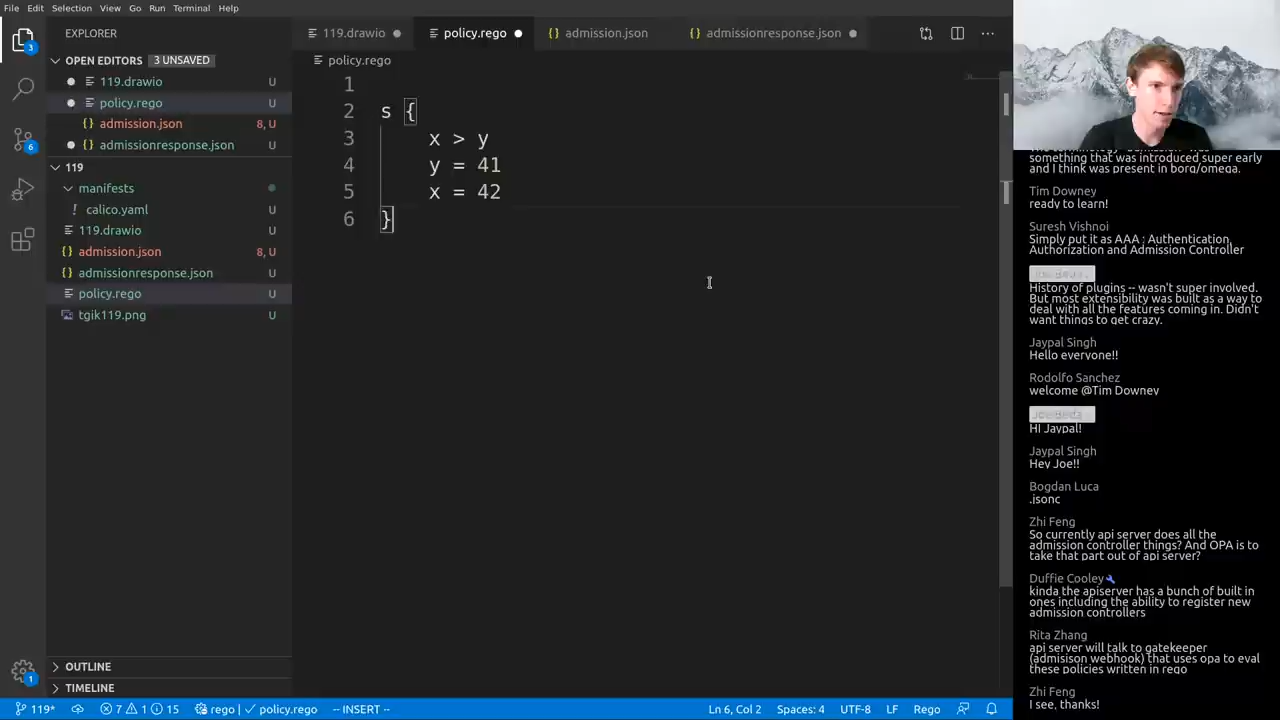 File Edit Selection View Go Run Terminal Help
EXPLORER
OPEN EDITORS 3 UNSAVED
119.drawio U
policy.rego U
admission.json 8, U
admissionresponse.json U
119
manifests
calico.yaml U
119.drawio U
admission.json 8, U
admissionresponse.json U
policy.rego U
tgik119.png U
OUTLINE
TIMELINE
3
6
1
119.drawio
policy.rego
admission.json
admissionresponse.json
policy.rego
1
2 s {
3 x > y
4 y = 41
5 x = 42
6 }
119* 7 1 15 rego policy.rego -- INSERT -- Ln 6, Col 2 Spaces: 4 UTF-8 LF Rego
something that was introduced super early
and I think was present in borg/omega.
Tim Downey
ready to learn!
Suresh Vishnoi
Simply put it as AAA : Authentication,
Authorization and Admission Controller
History of plugins -- wasn't super involved.
But most extensibility was built as a way to
deal with all the features coming in. Didn't
want things to get crazy.
Jaypal Singh
Hello everyone!!
Rodolfo Sanchez
welcome @Tim Downey
HI Jaypal!
Jaypal Singh
Hey Joe!!
Bogdan Luca
.jsonc
Zhi Feng
So currently api server does all the
admission controller things? And OPA is to
take that part out of api server?
Duffie Cooley
kinda the apiserver has a bunch of built in
ones including the ability to register new
admission controllers
Rita Zhang
api server will talk to gatekeeper
(admisison webhook) that uses opa to eval
these policies written in rego
Zhi Feng
I see, thanks!